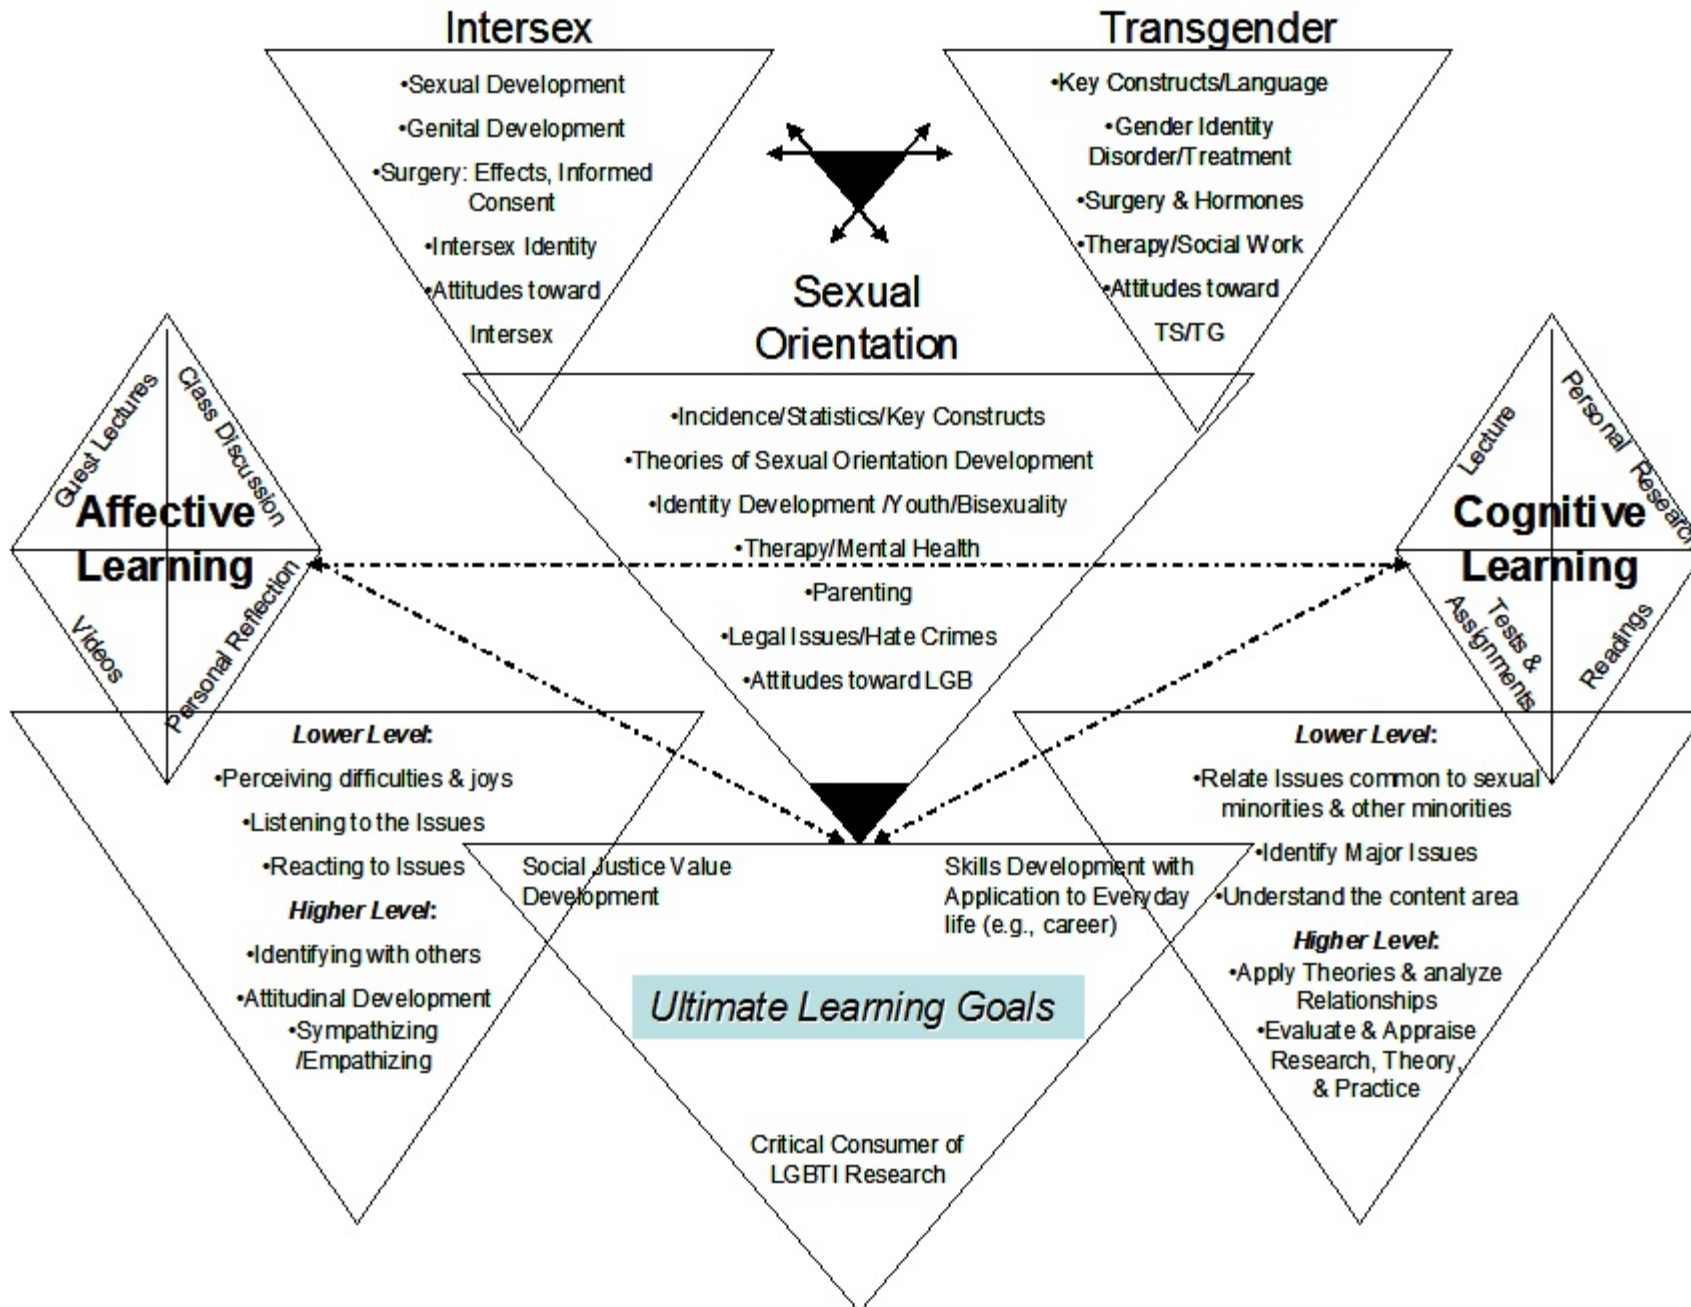 Intersex
•Sexual Development
•Genital Development
•Surgery: Effects, Informed
Consent
•Intersex Identity
•Attitudes toward
Intersex
Transgender
•Key Constructs/Language
•Gender Identity
Disorder/Treatment
•Surgery & Hormones
•Therapy/Social Work
•Attitudes toward
TS/TG
Sexual
Orientation
•Incidence/Statistics/Key Constructs
•Theories of Sexual Orientation Development
•Identity Development /Youth/Bisexuality
•Therapy/Mental Health
•Parenting
•Legal Issues/Hate Crimes
•Attitudes toward LGB
Guest Lectures
Class Discussion
Affective
Learning
Videos
Personal Reflection
Lecture
Personal Research
Cognitive
Learning
Tests &
Assignments
Readings
Lower Level:
•Perceiving difficulties & joys
•Listening to the Issues
•Reacting to Issues
Higher Level:
•Identifying with others
•Attitudinal Development
•Sympathizing
/Empathizing
Social Justice Value
Development
Skills Development with
Application to Everyday
life (e.g., career)
Ultimate Learning Goals
Critical Consumer of
LGBTI Research
Lower Level:
•Relate Issues common to sexual
minorities & other minorities
•Identify Major Issues
•Understand the content area
Higher Level:
•Apply Theories & analyze
Relationships
•Evaluate & Appraise
Research, Theory,
& Practice